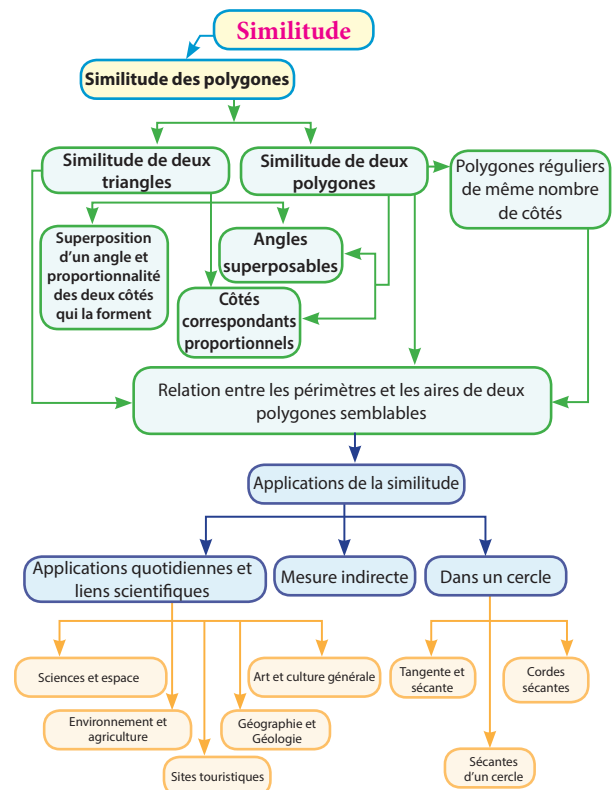 Similitude
Similitude des polygones
Similitude de deux
triangles
Similitude de deux
polygones
Polygones réguliers
de même nombre
de côtés
Superposition
d'un angle et
proportionnalité
des deux côtés
qui la forment
Angles
superposables
Côtés
correspondants
proportionnels
Relation entre les périmètres et les aires de deux
polygones semblables
Applications de la similitude
Applications quotidiennes et
liens scientifiques
Mesure indirecte
Dans un cercle
Sciences et espace
Art et culture générale
Tangente et
sécante
Cordes
sécantes
Environnement et
agriculture
Géographie et
Géologie
Sites touristiques
Sécantes
d'un cercle